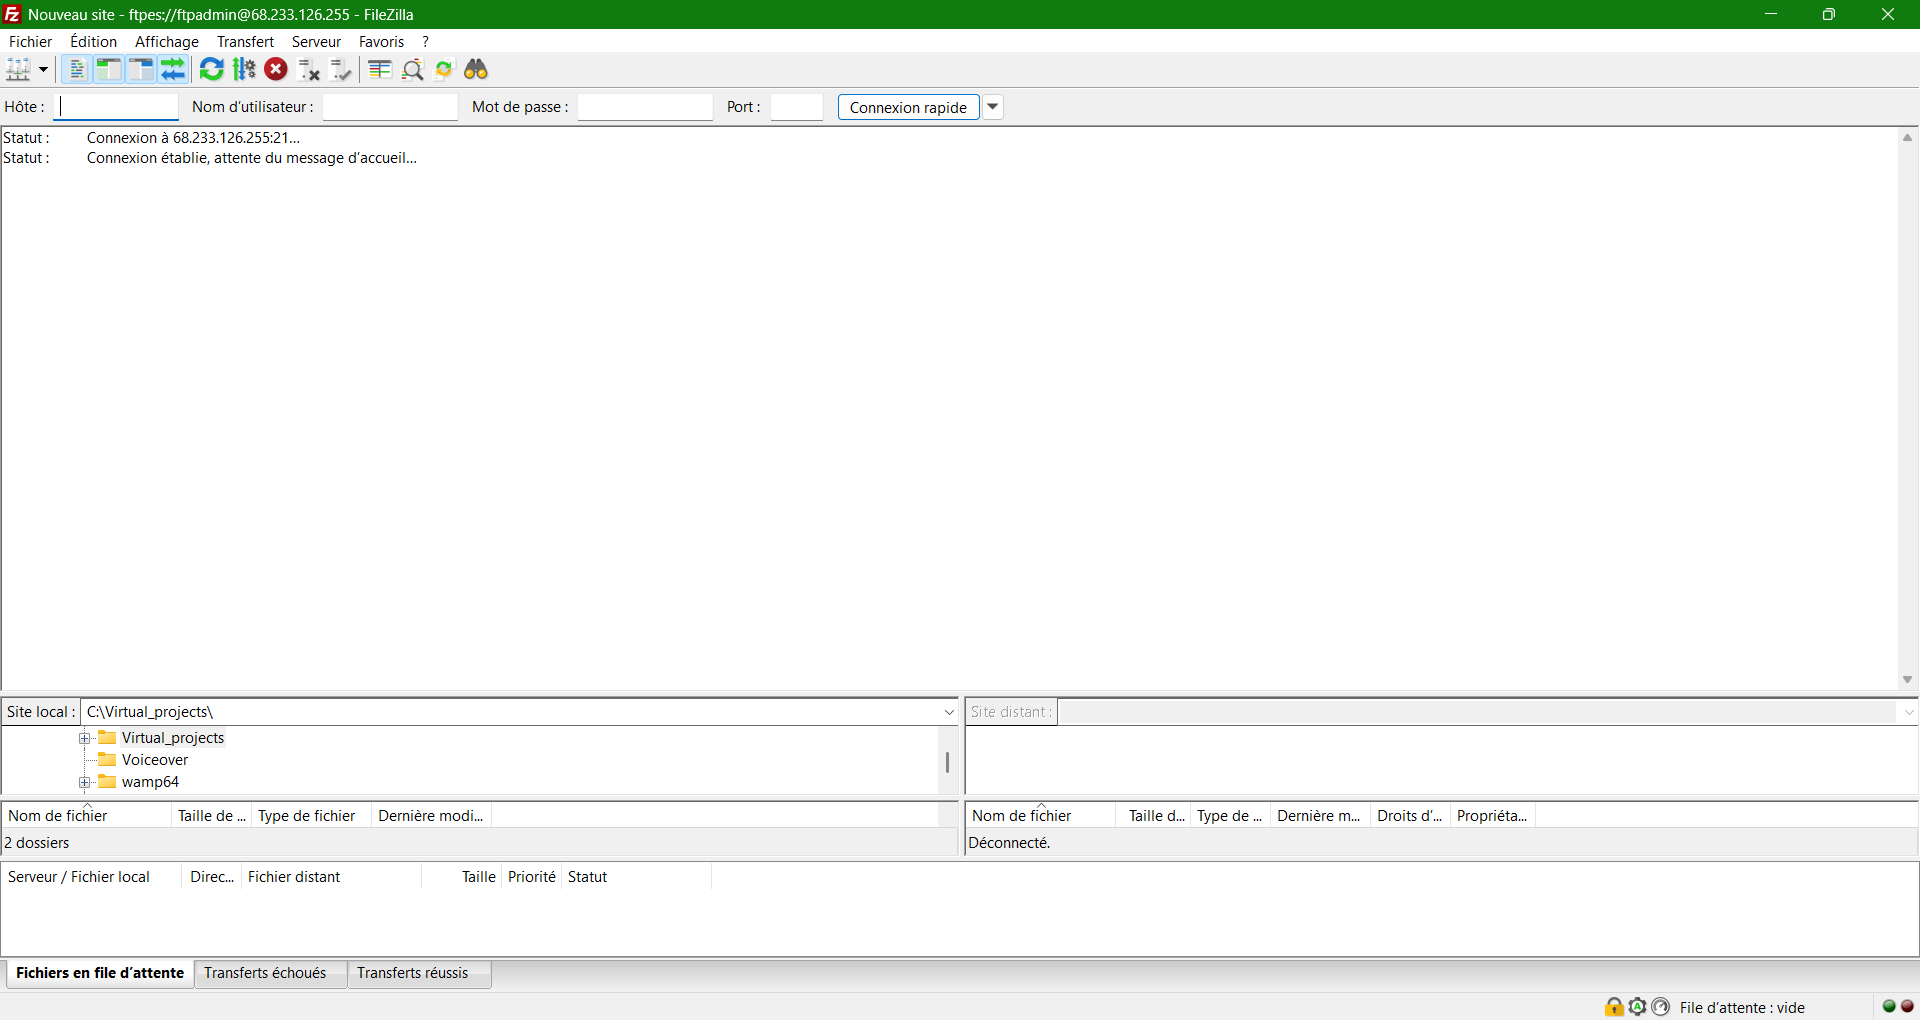 Nouveau site - ftpes://ftpadmin@68.233.126.255 - FileZilla
Fichier Édition Affichage Transfert Serveur Favoris ?
Hôte : Nom d'utilisateur : Mot de passe : Port : Connexion rapide
Statut : Connexion à 68.233.126.255:21...
Statut : Connexion établie, attente du message d'accueil...
Site local : C:\Virtual_projects\ Site distant :
Virtual_projects
Voiceover
wamp64
Nom de fichier Taille de ... Type de fichier Dernière modi... Nom de fichier Taille d... Type de ... Dernière m... Droits d'... Propriéta...
2 dossiers Déconnecté.
Serveur / Fichier local Direc... Fichier distant Taille Priorité Statut
Fichiers en file d'attente Transferts échoués Transferts réussis
File d'attente : vide